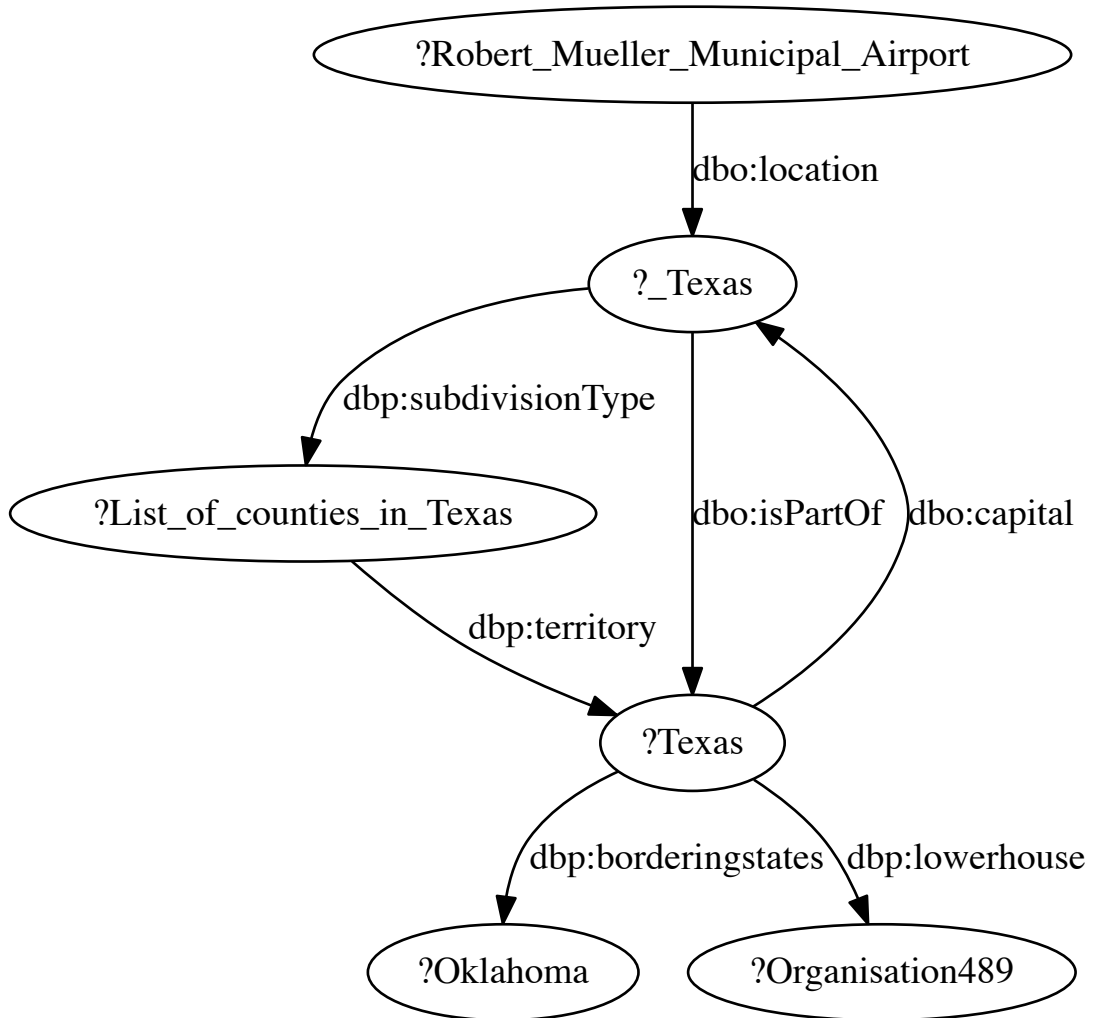 ?Robert_Mueller_Municipal_Airport
dbo:location
?_Texas
dbp:subdivisionType
?List_of_counties_in_Texas
dbo:isPartOf
dbo:capital
dbp:territory
?Texas
dbp:borderingstates
dbp:lowerhouse
?Oklahoma
?Organisation489